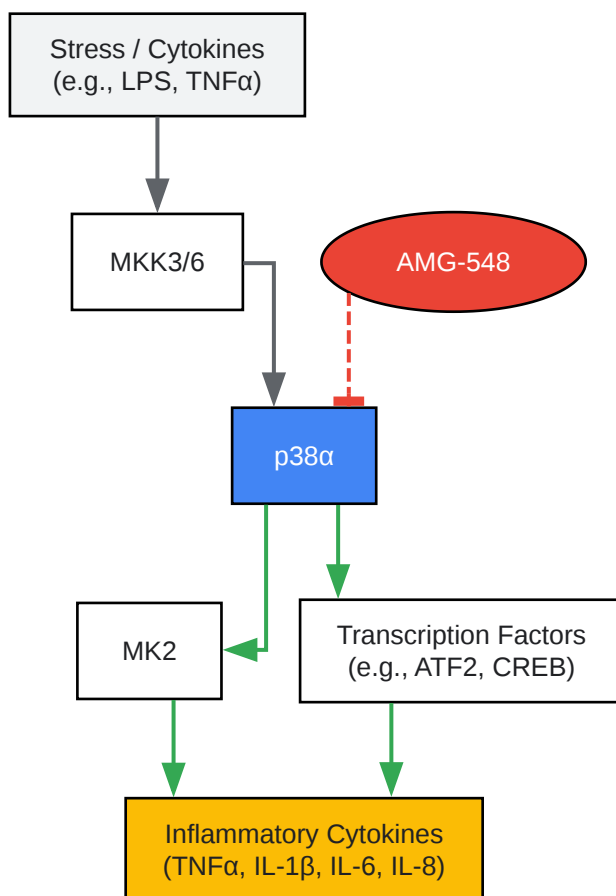 Stress / Cytokines
(e.g., LPS, TNFα)
MKK3/6
AMG-548
p38α
MK2
Transcription Factors
(e.g., ATF2, CREB)
Inflammatory Cytokines
(TNFα, IL-1β, IL-6, IL-8)